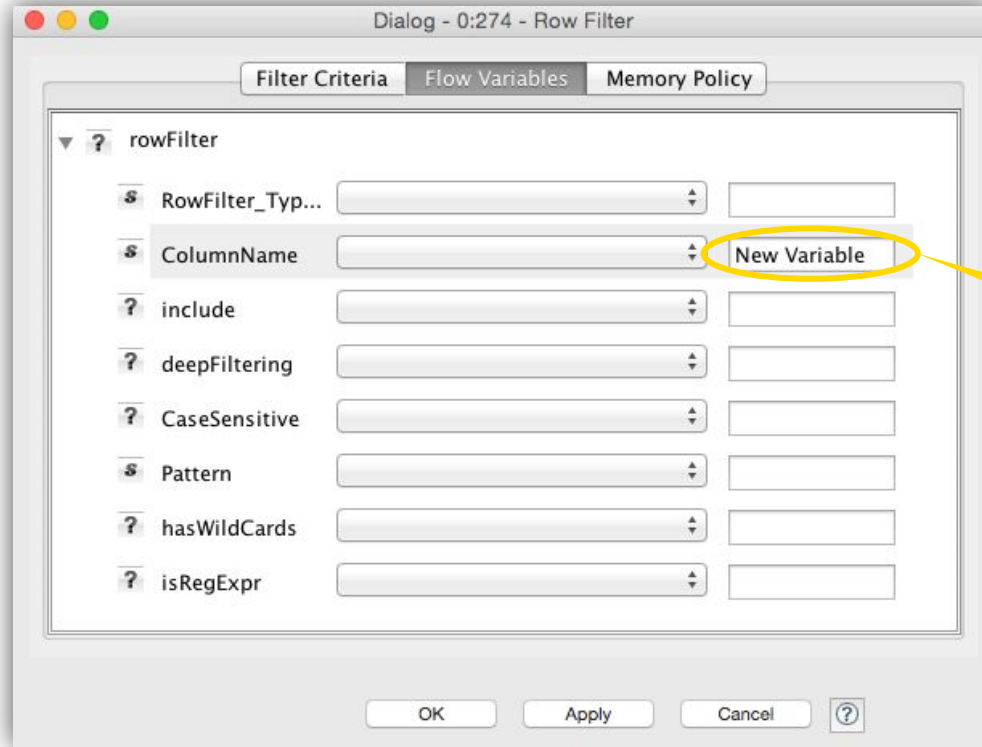 Dialog - 0:274 - Row Filter
Filter Criteria Flow Variables Memory Policy
? rowFilter
s RowFilter_Typ...
s ColumnName New Variable
? include
? deepFiltering
? CaseSensitive
s Pattern
? hasWildCards
? isRegExpr
OK Apply Cancel ?